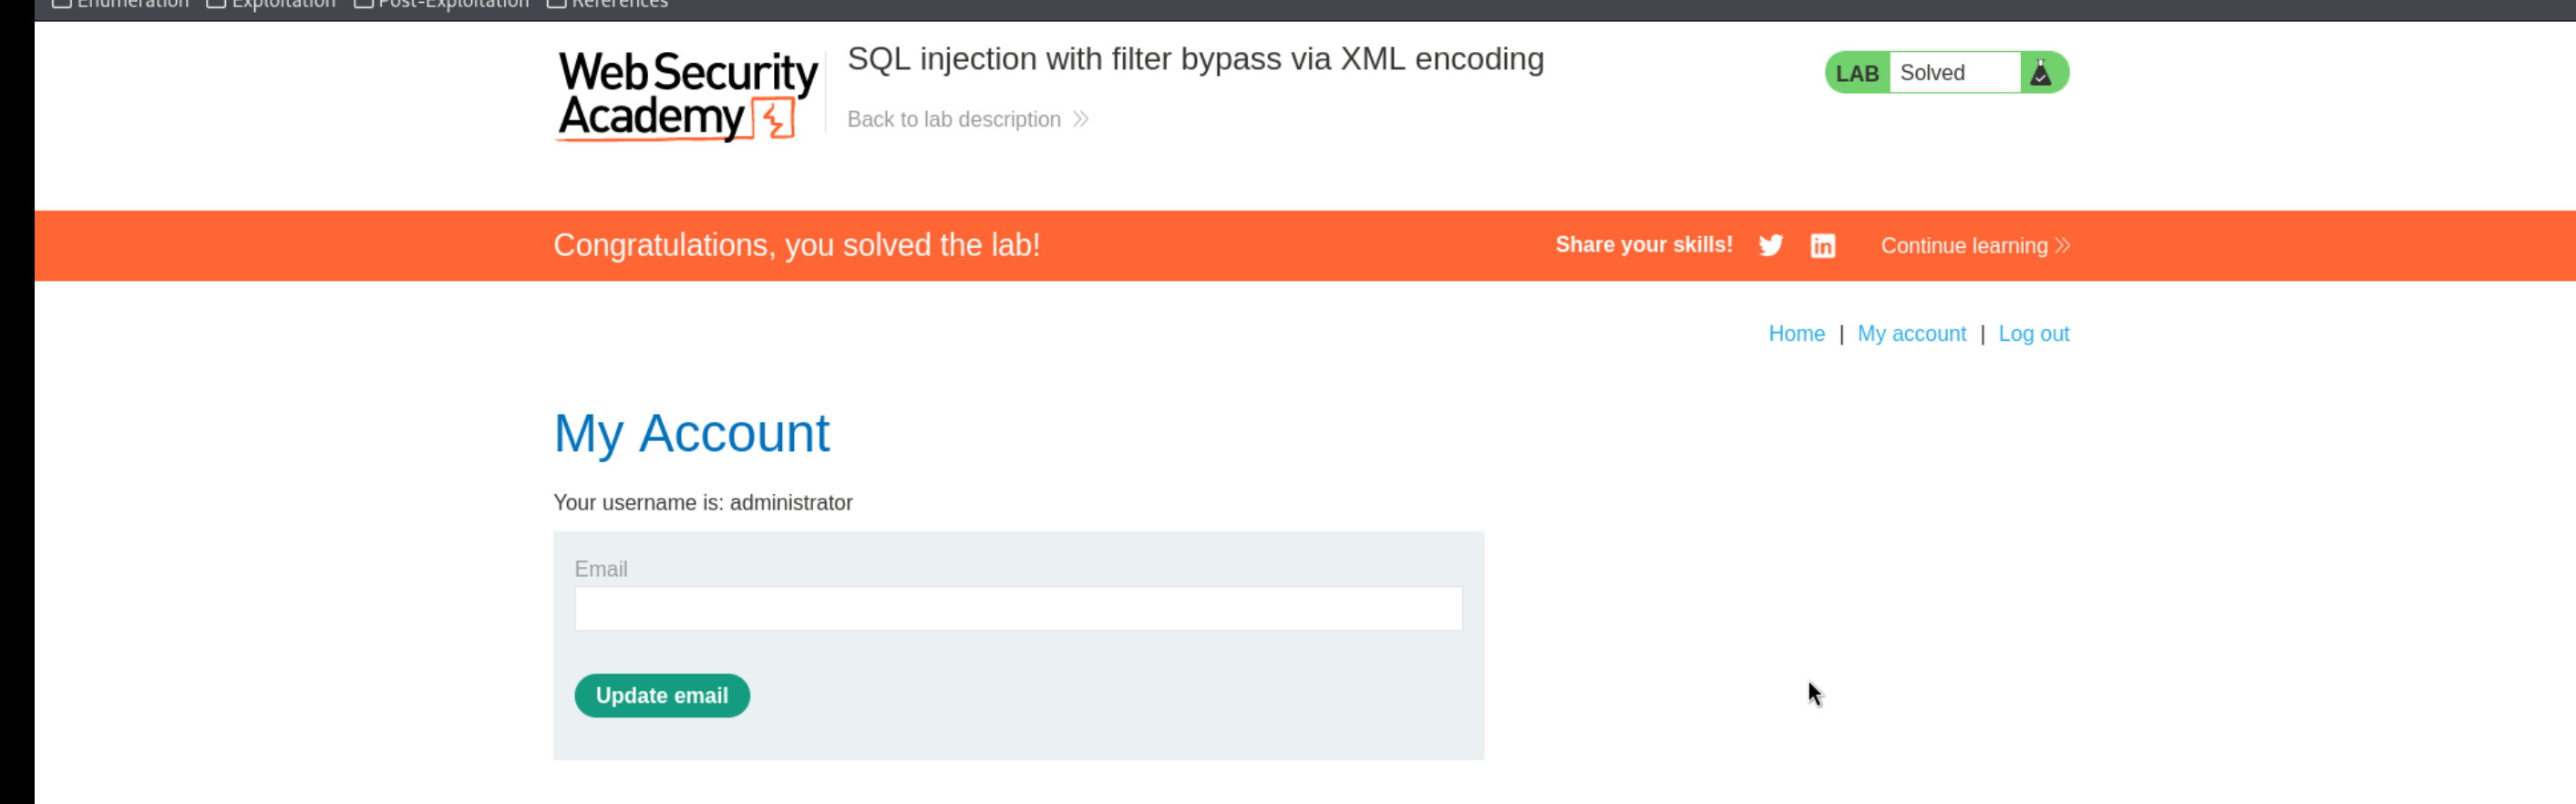 Enumeration Exploitation Post-Exploitation References
Web Security
Academy
SQL injection with filter bypass via XML encoding
Back to lab description
LAB Solved
Congratulations, you solved the lab!
Share your skills! in Continue learning
Home | My account | Log out
My Account
Your username is: administrator
Email
Update email